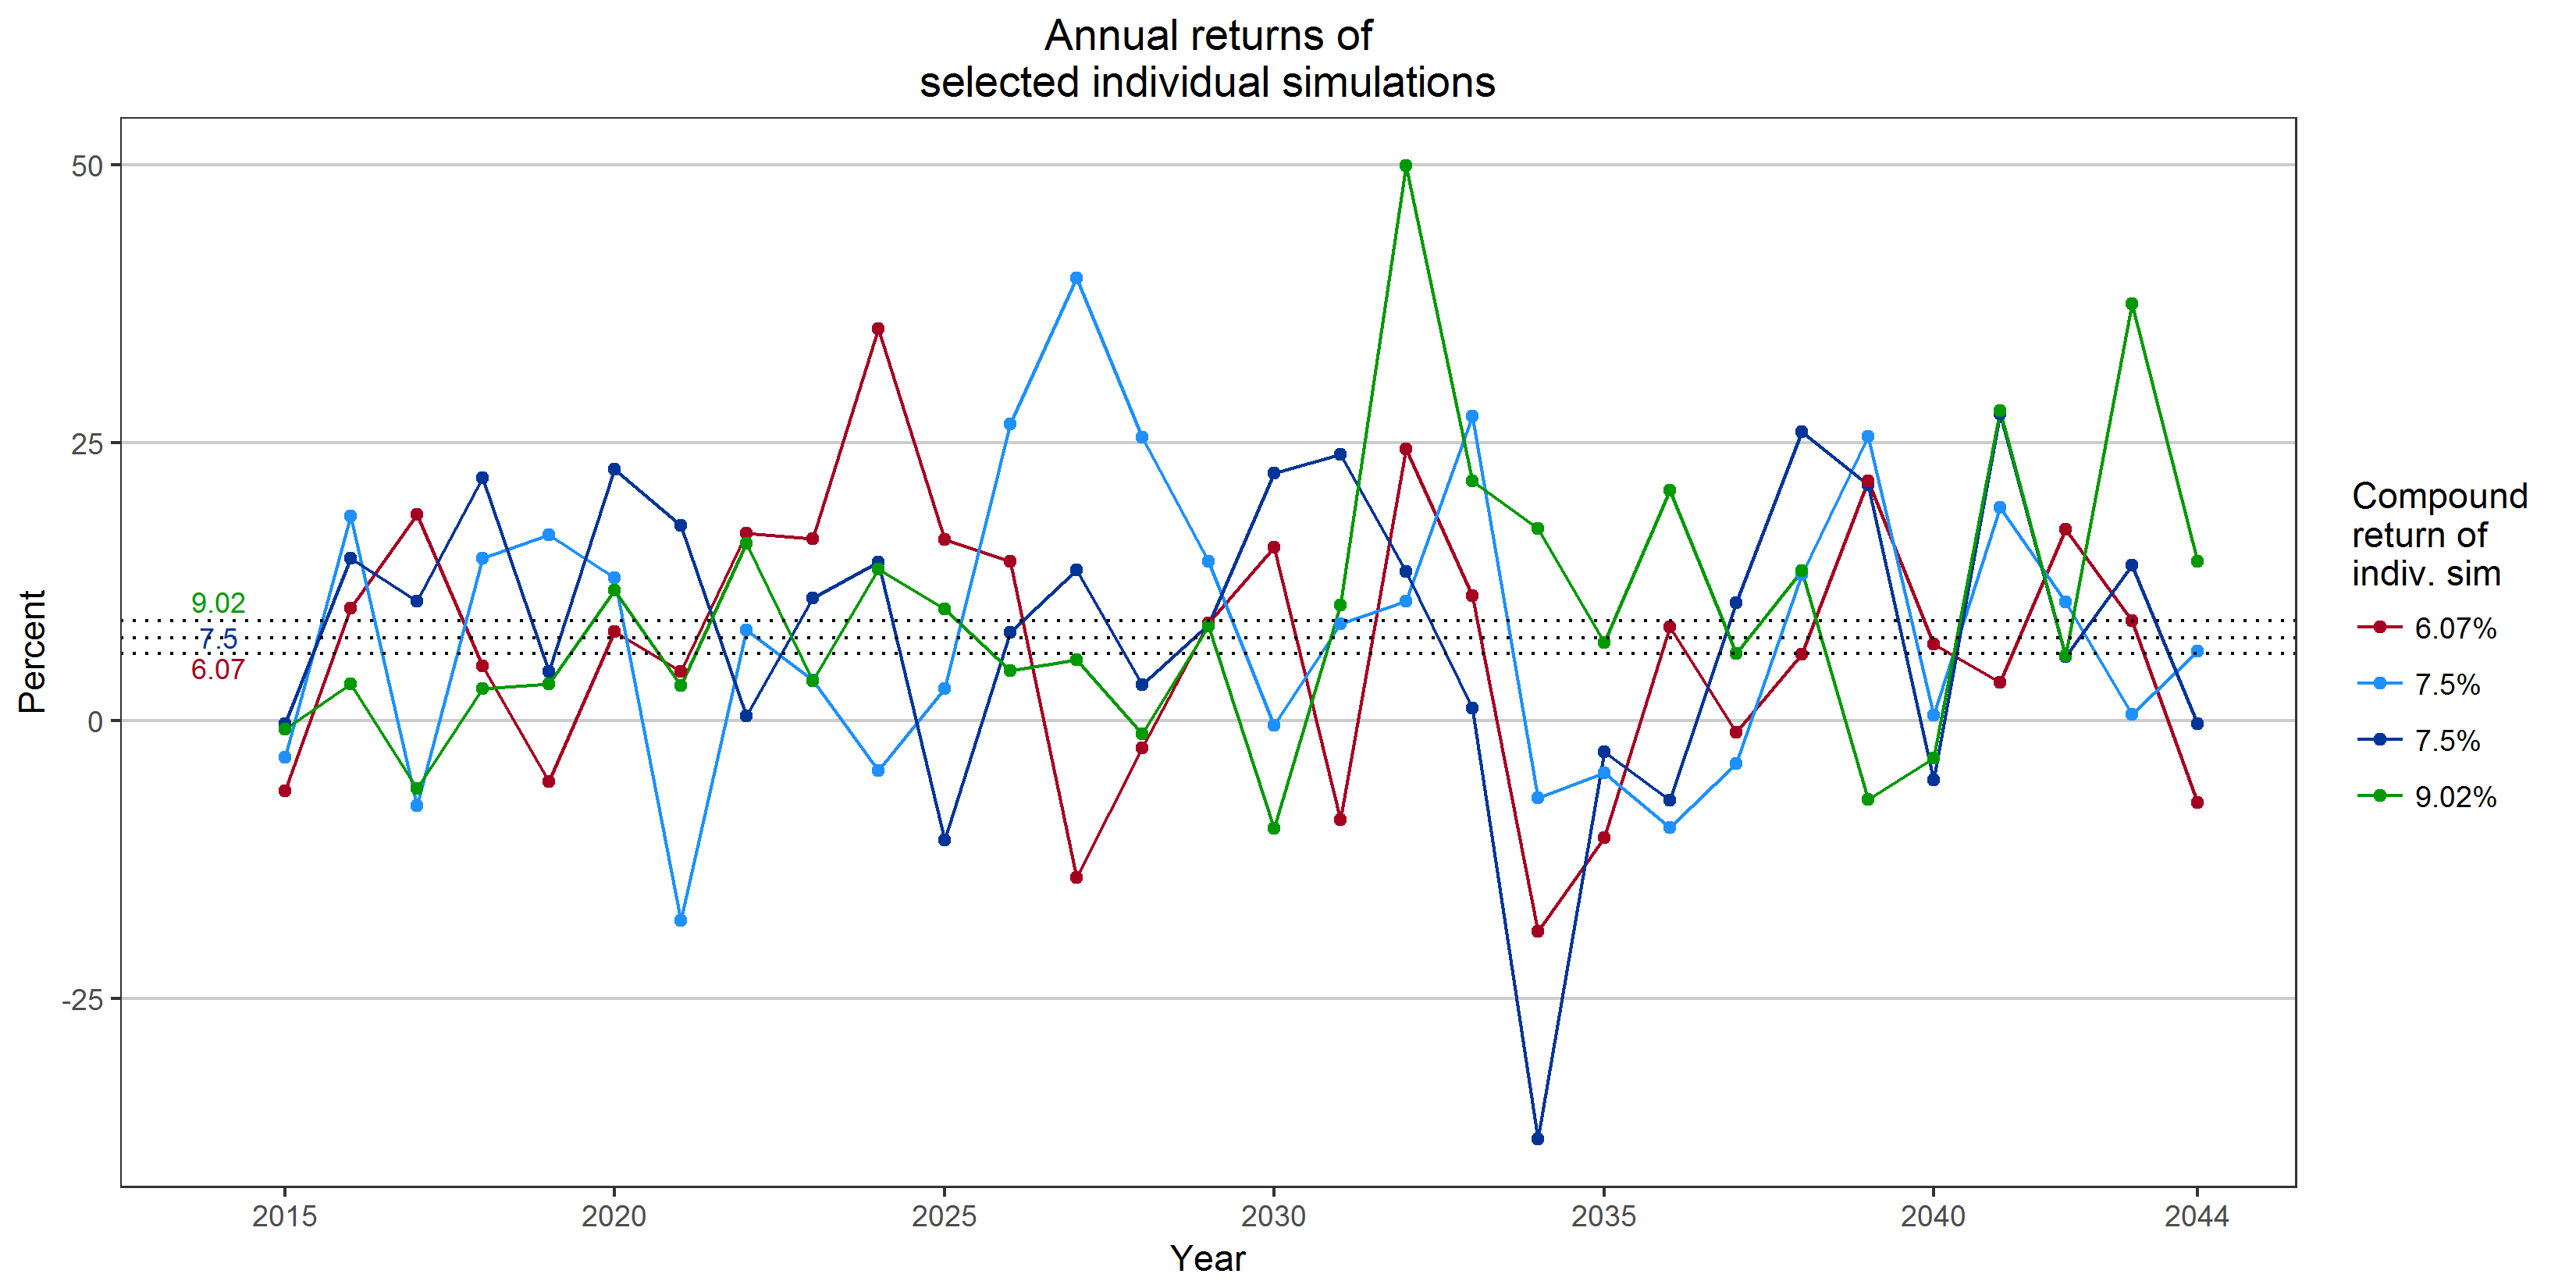 Annual returns of
selected individual simulations
Percent
50
25
0
-25
9.02
7.5
6.07
2015
2020
2025
2030
2035
2040
2044
Year
Compound
return of
indiv. sim
6.07%
7.5%
7.5%
9.02%